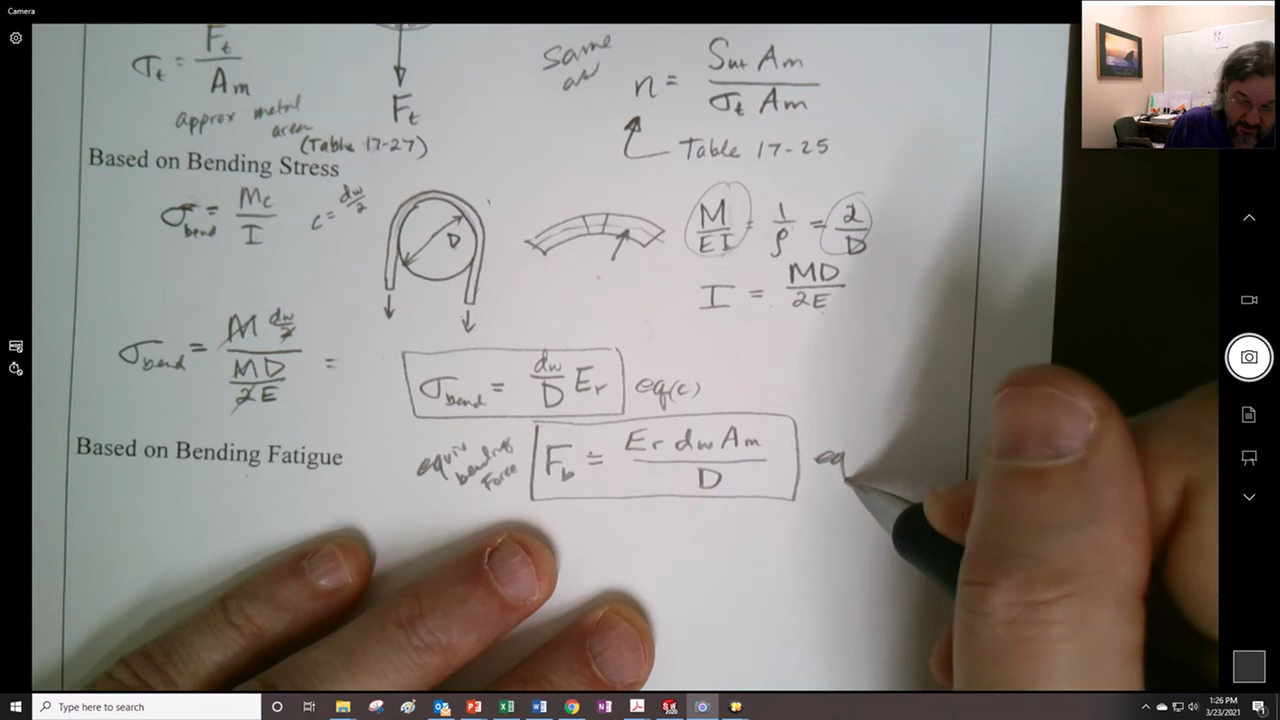 Camera
σt = Ft / Am
approx metal area
(Table 17-27)
Ft
same as
n = Sut Am / σt Am
Table 17-25
Based on Bending Stress
σbend = Mc / I
c = dw/2
D
M/EI = 1/ρ = 2/D
I = MD / 2E
σbend = M dw/2 / MD/2E =
σbend = dw/D Er eq(c)
Based on Bending Fatigue
equiv bending Force
Fb = Er dw Am / D
eq
Type here to search
1:26 PM
3/23/2021